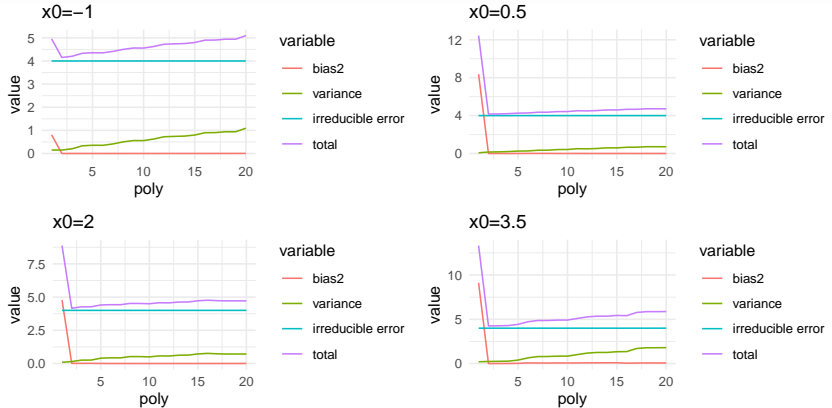 x0=−1
5
4
3
2
1
0
value
5
10
15
20
poly
variable
bias2
variance
irreducible error
total
x0=0.5
12
8
4
0
value
5
10
15
20
poly
variable
bias2
variance
irreducible error
total
x0=2
7.5
5.0
2.5
0.0
value
5
10
15
20
poly
variable
bias2
variance
irreducible error
total
x0=3.5
10
5
0
value
5
10
15
20
poly
variable
bias2
variance
irreducible error
total